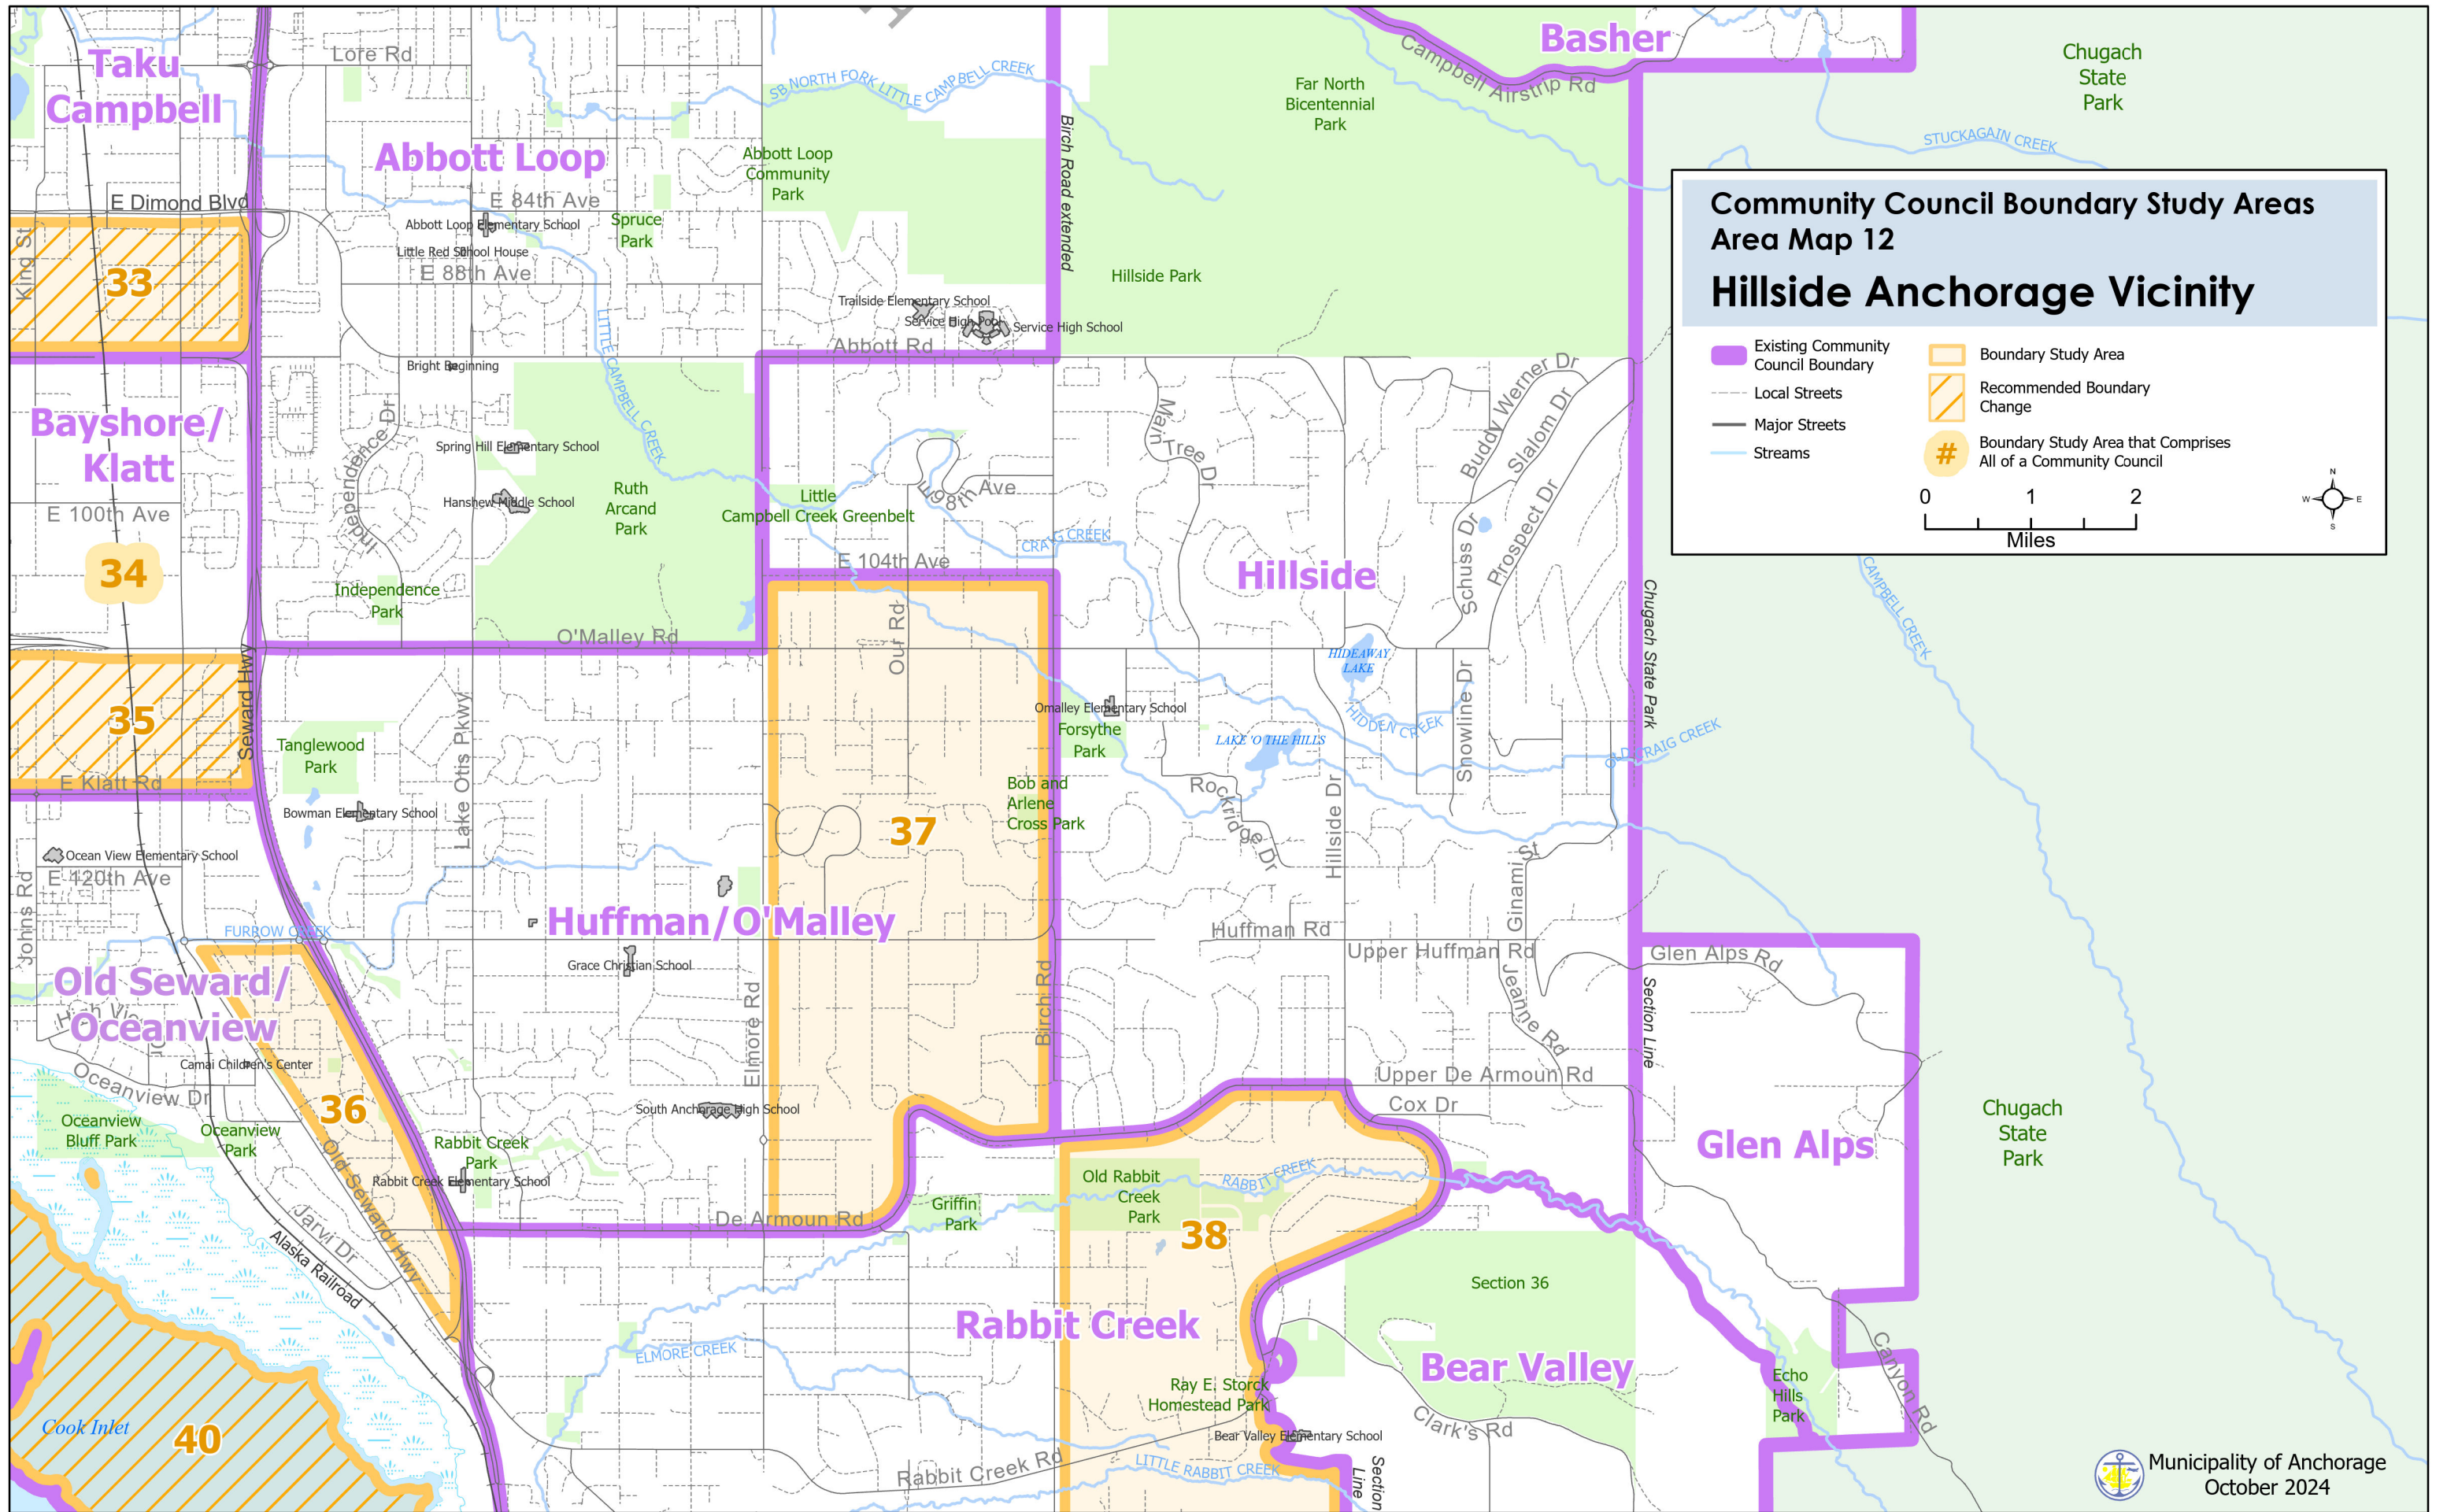 Taku
Campbell
Lore Rd
Abbott Loop
SB NORTH FORK LITTLE CAMPBELL CREEK
Abbott Loop
Community
Park
E Dimond Blvd
E 84th Ave
Abbott Loop Elementary School
Spruce
Park
Little Red School House
E 88th Ave
King St
33
Birch Road extended
Far North
Bicentennial
Park
Hillside Park
Campbell Airstrip Rd
Basher
Chugach
State
Park
STUCKAGAIN CREEK
Community Council Boundary Study Areas
Area Map 12
Hillside Anchorage Vicinity
Existing Community
Council Boundary
Local Streets
Major Streets
Streams
Boundary Study Area
Recommended Boundary
Change
#
Boundary Study Area that Comprises
All of a Community Council
0 1 2
Miles
N
W E
S
Trailside Elementary School
Service High Pool
Service High School
Abbott Rd
Bright Beginning
LITTLE CAMPBELL CREEK
Bayshore/
Klatt
Independence Dr
Spring Hill Elementary School
Hanshew Middle School
Ruth
Arcand
Park
E 100th Ave
34
Independence
Park
Little
Campbell Creek Greenbelt
E 98th Ave
CRAIG CREEK
E 104th Ave
Main Tree Dr
Buddy Werner Dr
Slalom Dr
Schuss Dr
Prospect Dr
Hillside
Chugach State Park
CAMPBELL CREEK
O'Malley Rd
Our Rd
35
Seward Hwy
E Klatt Rd
Tanglewood
Park
Lake Otis Pkwy
Bowman Elementary School
HIDEAWAY
LAKE
HIDDEN CREEK
Omalley Elementary School
Forsythe
Park
LAKE 'O THE HILLS
Snowline Dr
OLD CRAIG CREEK
Bob and
Arlene
Cross Park
37
Rockridge Dr
Hillside Dr
Ocean View Elementary School
E 120th Ave
Johns Rd
FURROW CREEK
Huffman/O'Malley
Grace Christian School
Elmore Rd
Birch Rd
Huffman Rd
Upper Huffman Rd
Ginami St
Jeanne Rd
Glen Alps Rd
Section Line
Old Seward/
Oceanview
Camai Children's Center
Oceanview Dr
36
Oceanview
Bluff Park
Oceanview
Park
South Anchorage High School
Rabbit Creek
Park
Rabbit Creek Elementary School
Old Seward Hwy
Jarvi Dr
Alaska Railroad
De Armoun Rd
Griffin
Park
Upper De Armoun Rd
Cox Dr
Old Rabbit
Creek
Park
RABBIT CREEK
38
Glen Alps
Chugach
State
Park
Section 36
Rabbit Creek
ELMORE CREEK
Bear Valley
Ray E. Storck
Homestead Park
Bear Valley Elementary School
Clark's Rd
Echo
Hills
Park
Canyon Rd
Rabbit Creek Rd
LITTLE RABBIT CREEK
Section
Line
Cook Inlet
40
Municipality of Anchorage
October 2024